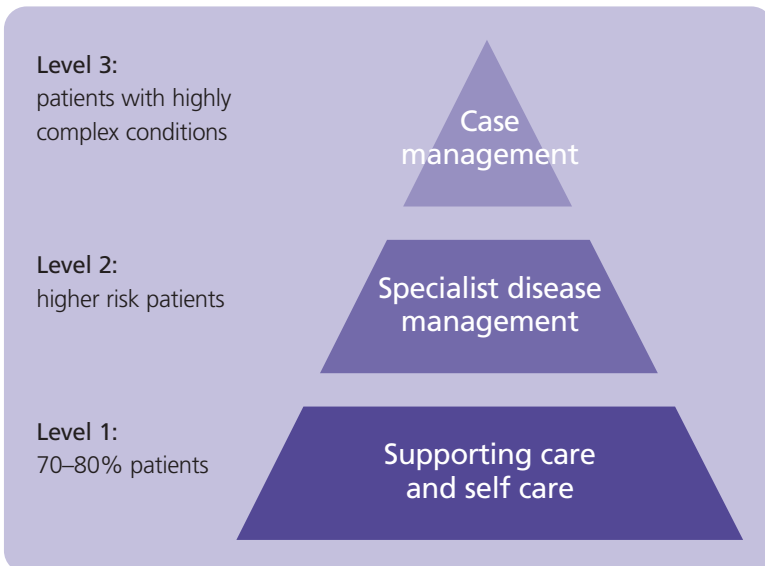 Level 3:
patients with highly
complex conditions
Case
management
Level 2:
higher risk patients
Specialist disease
management
Level 1:
70–80% patients
Supporting care
and self care